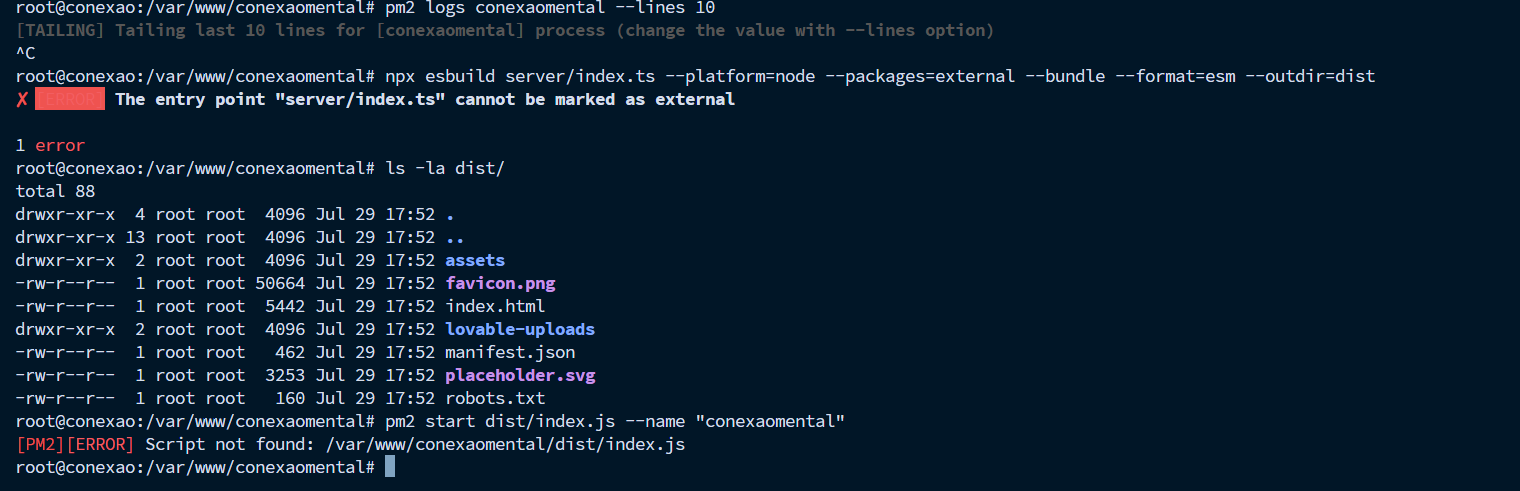 root@conexao:/var/www/conexaomental# pm2 logs conexaomental --lines 10
[TAILING] Tailing last 10 lines for [conexaomental] process (change the value with --lines option)
^C
root@conexao:/var/www/conexaomental# npx esbuild server/index.ts --platform=node --packages=external --bundle --format=esm --outdir=dist
✗ [ERROR] The entry point "server/index.ts" cannot be marked as external
1 error
root@conexao:/var/www/conexaomental# ls -la dist/
total 88
drwxr-xr-x  4 root root  4096 Jul 29 17:52 .
drwxr-xr-x 13 root root  4096 Jul 29 17:52 ..
drwxr-xr-x  2 root root  4096 Jul 29 17:52 assets
-rw-r--r--  1 root root 50664 Jul 29 17:52 favicon.png
-rw-r--r--  1 root root  5442 Jul 29 17:52 index.html
drwxr-xr-x  2 root root  4096 Jul 29 17:52 lovable-uploads
-rw-r--r--  1 root root   462 Jul 29 17:52 manifest.json
-rw-r--r--  1 root root  3253 Jul 29 17:52 placeholder.svg
-rw-r--r--  1 root root   160 Jul 29 17:52 robots.txt
root@conexao:/var/www/conexaomental# pm2 start dist/index.js --name "conexaomental"
[PM2][ERROR] Script not found: /var/www/conexaomental/dist/index.js
root@conexao:/var/www/conexaomental#